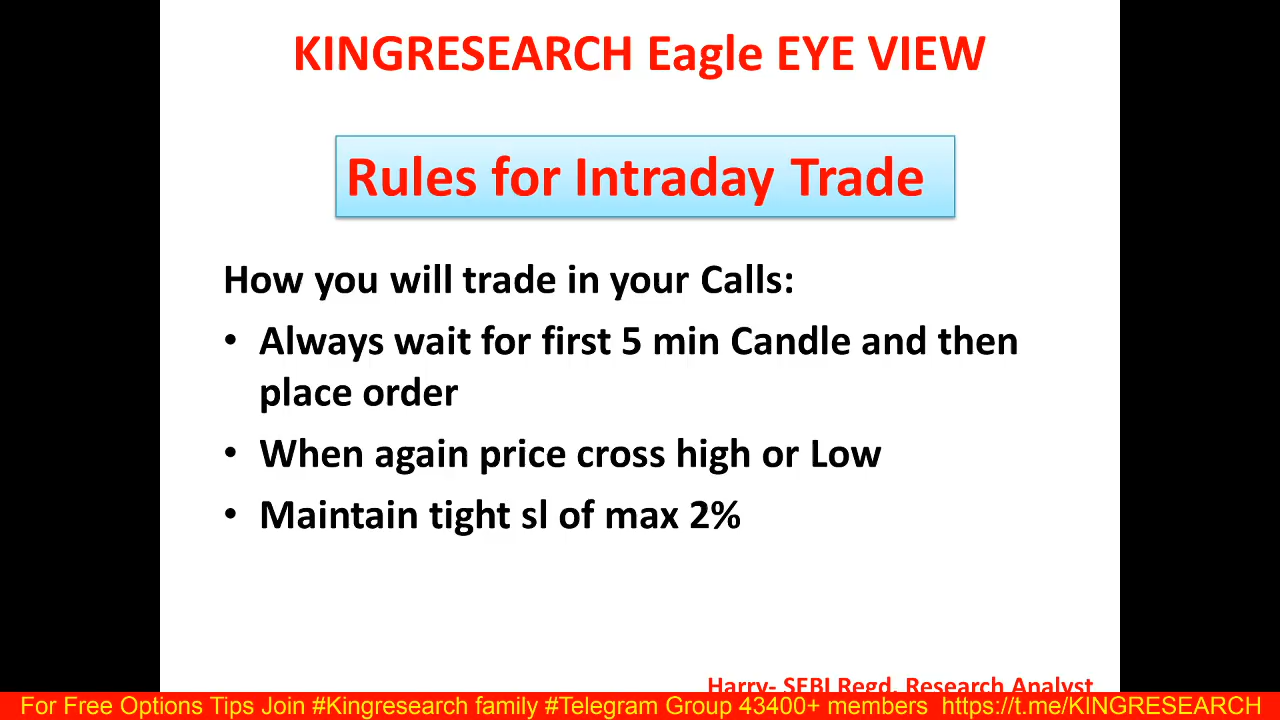 KINGRESEARCH Eagle EYE VIEW
Rules for Intraday Trade
How you will trade in your Calls:
• Always wait for first 5 min Candle and then
place order
• When again price cross high or Low
• Maintain tight sl of max 2%
Harry- SEBI Regd. Research Analyst
For Free Options Tips Join #Kingresearch family #Telegram Group 43400+ members https://t.me/KINGRESEARCH